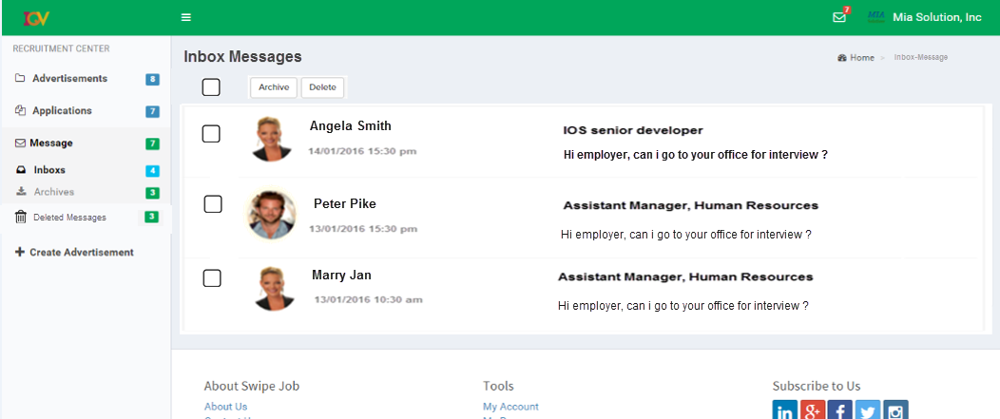 IGV
7
MIA
Mia Solution, Inc
RECRUITMENT CENTER
Advertisements 8
Applications 7
Message 7
Inboxs 4
Archives 3
Deleted Messages 3
Create Advertisement
Inbox Messages
Home > Inbox-Message
Archive Delete
Angela Smith
14/01/2016 15:30 pm
IOS senior developer
Hi employer, can i go to your office for interview ?
Peter Pike
13/01/2016 15:30 pm
Assistant Manager, Human Resources
Hi employer, can i go to your office for interview ?
Marry Jan
13/01/2016 10:30 am
Assistant Manager, Human Resources
Hi employer, can i go to your office for interview ?
About Swipe Job
About Us
Tools
My Account
Subscribe to Us